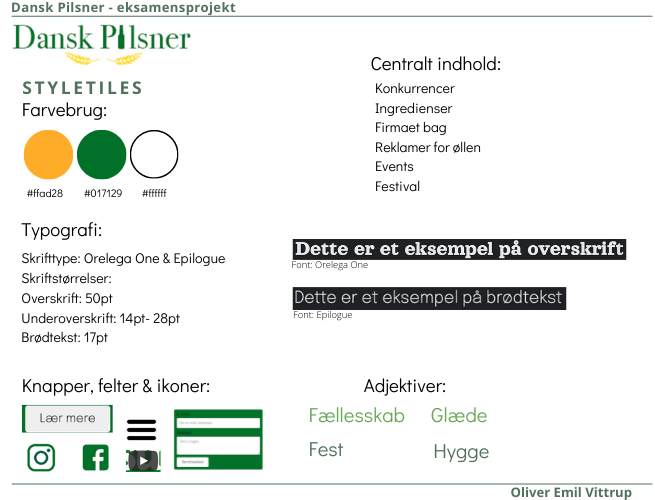 Dansk Pilsner - eksamensprojekt
Dansk Pilsner
STYLETILES
Farvebrug:
#ffad28 #017129 #ffffff
Centralt indhold:
Konkurrencer
Ingredienser
Firmaet bag
Reklamer for øllen
Events
Festival
Typografi:
Skrifttype: Orelega One & Epilogue
Skriftstørrelser:
Overskrift: 50pt
Underoverskrift: 14pt- 28pt
Brødtekst: 17pt
Dette er et eksempel på overskrift
Font: Orelega One
Dette er et eksempel på brødtekst
Font: Epilogue
Knapper, felter & ikoner:
Lær mere
Adjektiver:
Fællesskab Glæde
Fest Hygge
Oliver Emil Vittrup